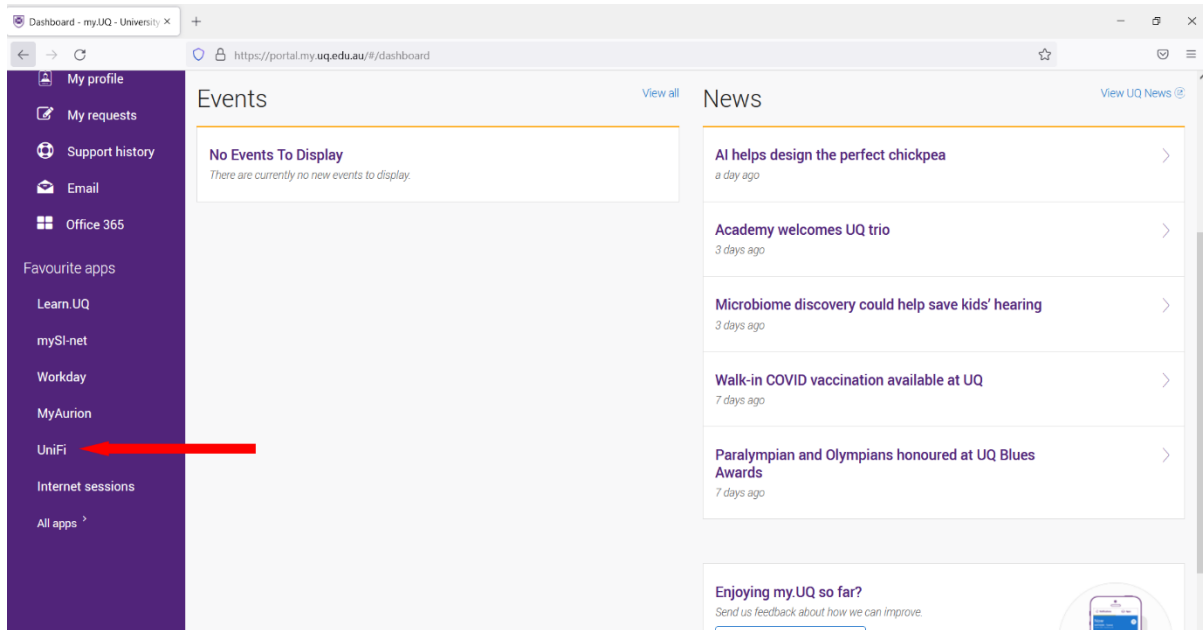 Dashboard - my.UQ - University
https://portal.my.uq.edu.au/#/dashboard
My profile
My requests
Support history
Email
Office 365
Favourite apps
Learn.UQ
mySI-net
Workday
MyAurion
UniFi
Internet sessions
All apps
Events
View all
No Events To Display
There are currently no new events to display.
News
View UQ News
AI helps design the perfect chickpea
a day ago
Academy welcomes UQ trio
3 days ago
Microbiome discovery could help save kids' hearing
3 days ago
Walk-in COVID vaccination available at UQ
7 days ago
Paralympian and Olympians honoured at UQ Blues
Awards
7 days ago
Enjoying my.UQ so far?
Send us feedback about how we can improve.